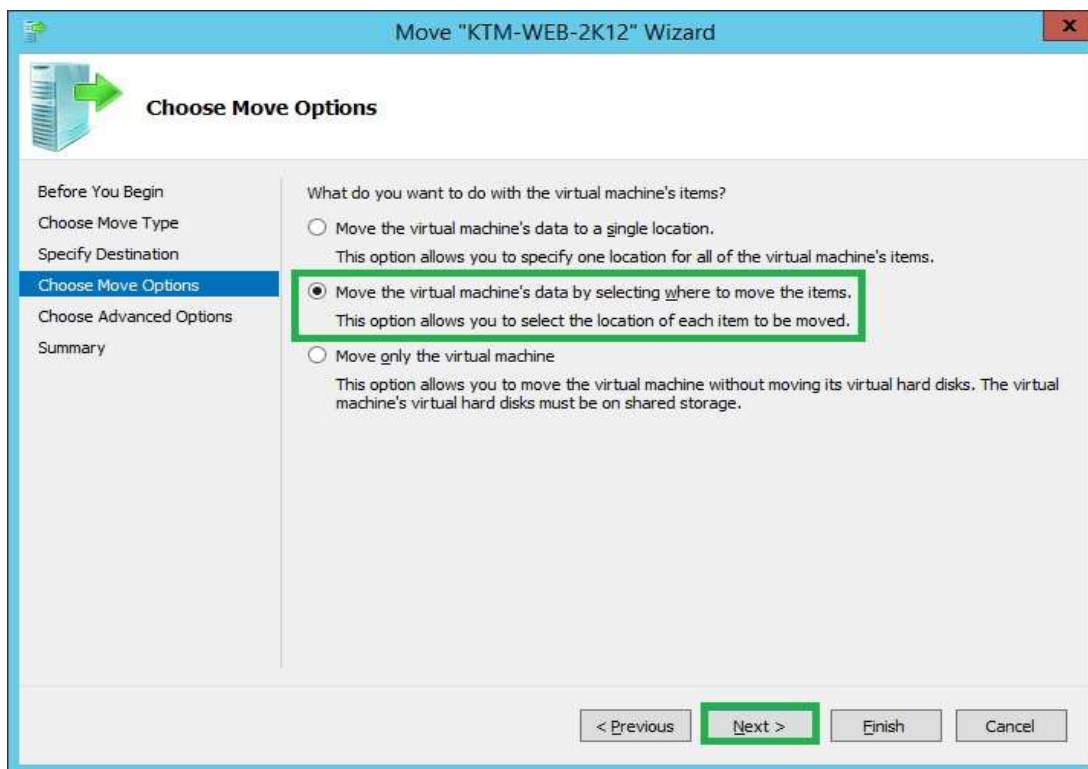 Move "KTM-WEB-2K12" Wizard
x
Choose Move Options
Before You Begin
Choose Move Type
Specify Destination
Choose Move Options
Choose Advanced Options
Summary
What do you want to do with the virtual machine's items?
Move the virtual machine's data to a single location.
This option allows you to specify one location for all of the virtual machine's items.
Move the virtual machine's data by selecting where to move the items.
This option allows you to select the location of each item to be moved.
Move only the virtual machine
This option allows you to move the virtual machine without moving its virtual hard disks. The virtual
machine's virtual hard disks must be on shared storage.
< Previous
Next >
Finish
Cancel